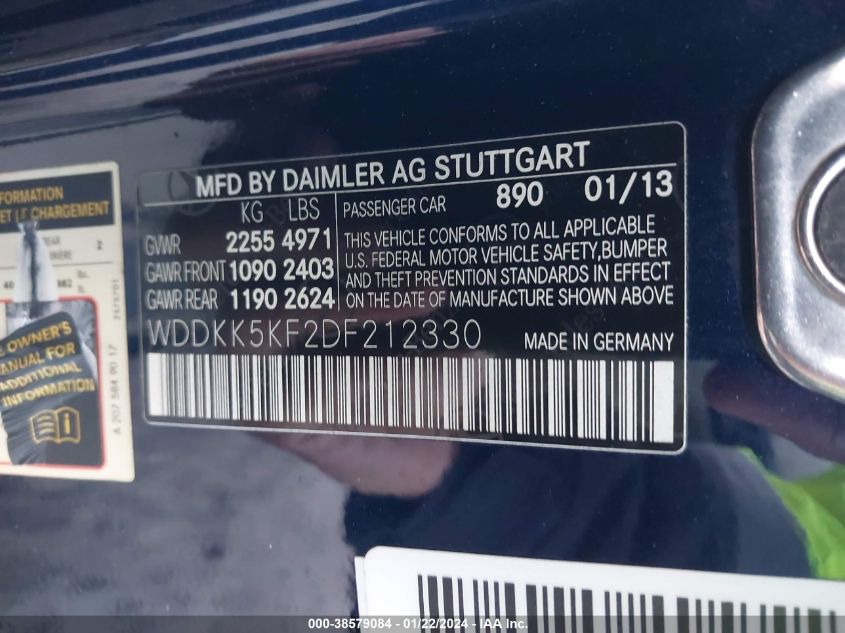 MFD BY DAIMLER AG STUTTGART
KG LBS
GVWR 2255 4971
GAWR FRONT 1090 2403
GAWR REAR 1190 2624
PASSENGER CAR 890 01/13
THIS VEHICLE CONFORMS TO ALL APPLICABLE
U.S. FEDERAL MOTOR VEHICLE SAFETY,BUMPER
AND THEFT PREVENTION STANDARDS IN EFFECT
ON THE DATE OF MANUFACTURE SHOWN ABOVE
WDDKK5KF2DF212330 MADE IN GERMANY
ET LE CHARGEMENT
2
lbs.
OWNER'S
MANUAL FOR
ADDITIONAL
INFORMATION
A 207 584 90 17
000-38579084 - 01/22/2024 - IAA Inc.